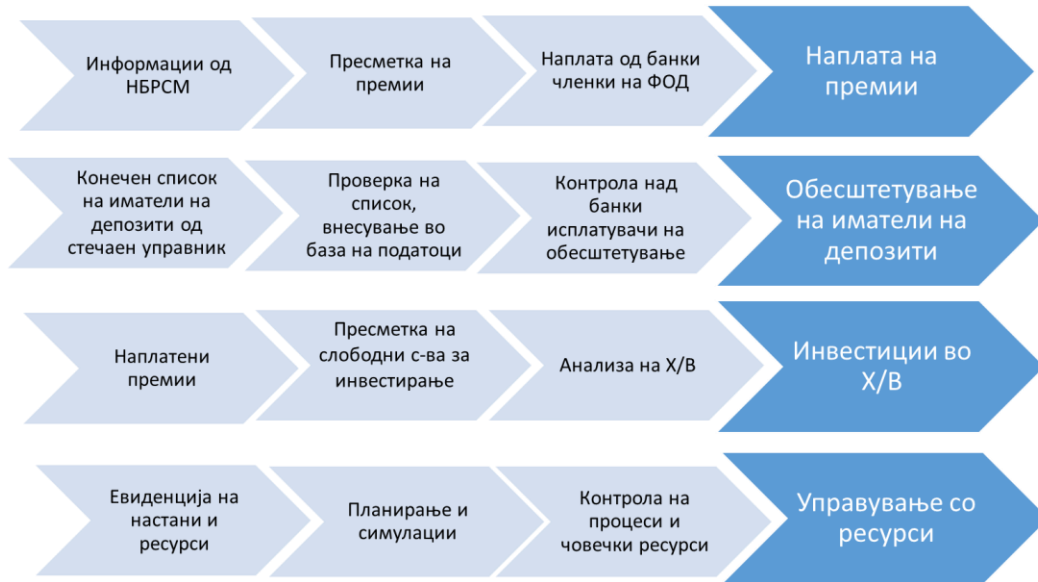 Информации од
НБРСМ
Пресметка на
премии
Наплата од банки
членки на ФОД
Наплата на
премии
Конечен список
на иматели на
депозити од
стечаен управник
Проверка на
список,
внесување во
база на податоци
Контрола над
банки
исплатувачи на
обесштетување
Обесштетување
на иматели на
депозити
Наплатени
премии
Пресметка на
слободни с-ва за
инвестирање
Анализа на Х/В
Инвестиции во
Х/В
Евиденција на
настани и
ресурси
Планирање и
симулации
Контрола на
процеси и
човечки ресурси
Управување со
ресурси